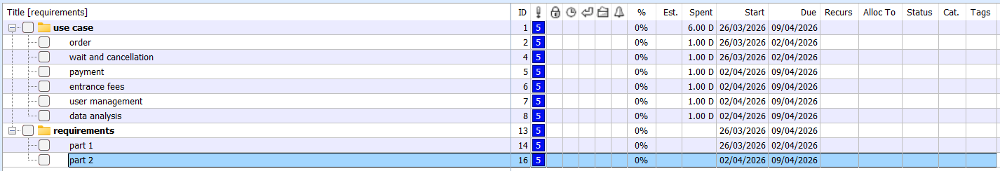 Title [requirements] ID % Est. Spent Start Due Recurs Alloc To Status Cat. Tags
use case 1 5 0% 6.00 D 26/03/2026 09/04/2026
order 2 5 0% 1.00 D 26/03/2026 02/04/2026
wait and cancellation 4 5 0% 1.00 D 26/03/2026 02/04/2026
payment 5 5 0% 1.00 D 02/04/2026 09/04/2026
entrance fees 6 5 0% 1.00 D 02/04/2026 09/04/2026
user management 7 5 0% 1.00 D 02/04/2026 09/04/2026
data analysis 8 5 0% 1.00 D 02/04/2026 09/04/2026
requirements 13 5 0% 26/03/2026 09/04/2026
part 1 14 5 0% 26/03/2026 02/04/2026
part 2 16 5 0% 02/04/2026 09/04/2026